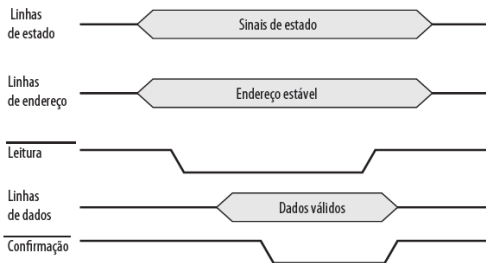 Linhas
de estado
Sinais de estado
Linhas
de endereço
Endereço estável
Leitura
Linhas
de dados
Dados válidos
Confirmação